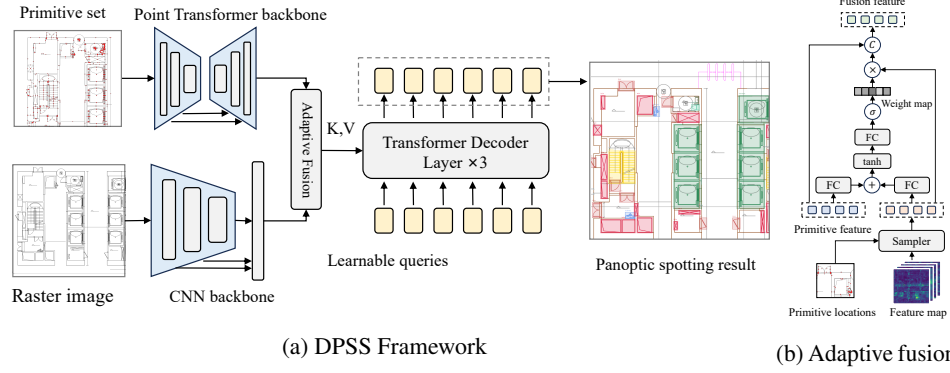 Primitive set
Point Transformer backbone
Adaptive Fusion
K,V
Transformer Decoder
Layer ×3
Learnable queries
Raster image
CNN backbone
Panoptic spotting result
(a) DPSS Framework
Fusion feature
C
×
Weight map
σ
FC
tanh
FC
+
FC
Primitive feature
Sampler
Primitive locations
Feature map
(b) Adaptive fusion